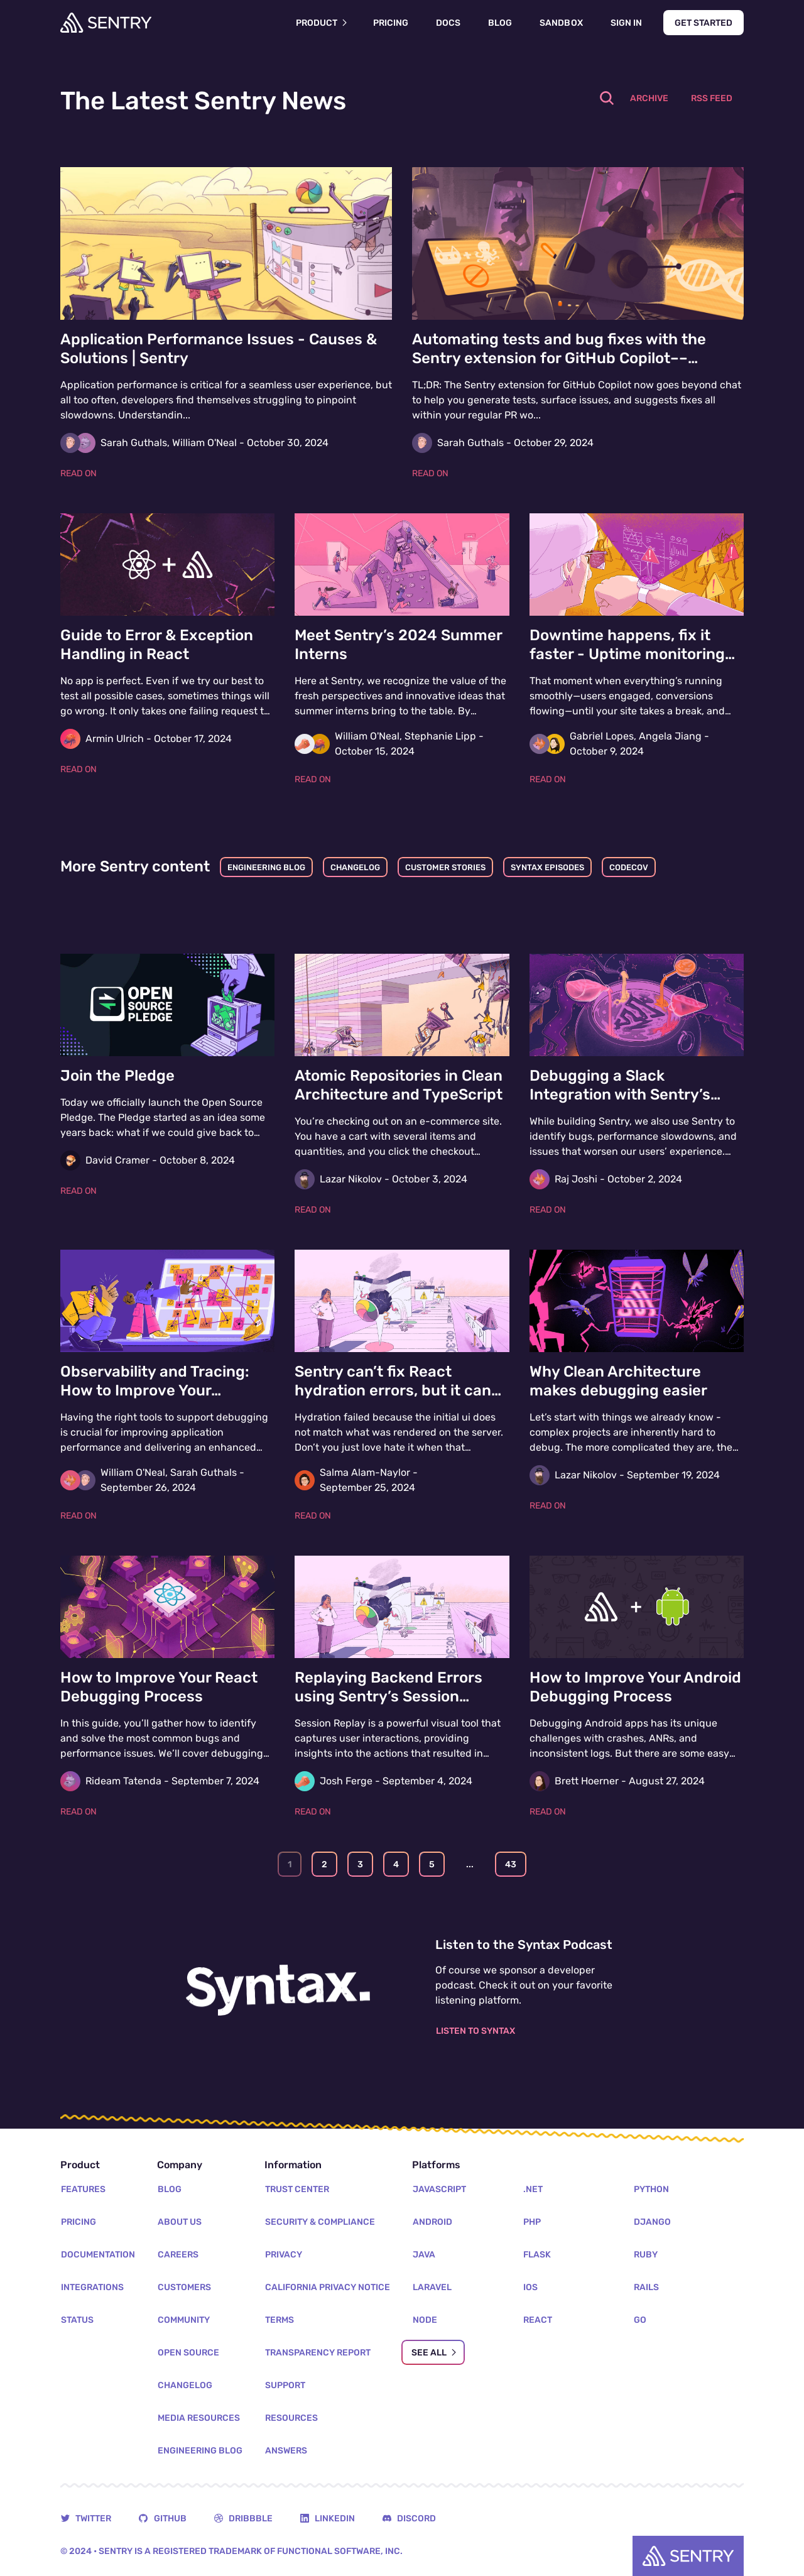 SENTRY
PRODUCT
PRICING
DOCS
BLOG
SANDBOX
SIGN IN
GET STARTED
The Latest Sentry News
ARCHIVE
RSS FEED
Application Performance Issues - Causes &
Solutions | Sentry
Application performance is critical for a seamless user experience, but
all too often, developers find themselves struggling to pinpoint
slowdowns. Understandin...
Sarah Guthals, William O'Neal - October 30, 2024
READ ON
Automating tests and bug fixes with the
Sentry extension for GitHub Copilot––…
TL;DR: The Sentry extension for GitHub Copilot now goes beyond chat
to help you generate tests, surface issues, and suggests fixes all
within your regular PR wo...
Sarah Guthals - October 29, 2024
READ ON
Guide to Error & Exception
Handling in React
No app is perfect. Even if we try our best to
test all possible cases, sometimes things will
go wrong. It only takes one failing request t…
Armin Ulrich - October 17, 2024
READ ON
Meet Sentry’s 2024 Summer
Interns
Here at Sentry, we recognize the value of the
fresh perspectives and innovative ideas that
summer interns bring to the table. By…
William O'Neal, Stephanie Lipp -
October 15, 2024
READ ON
Downtime happens, fix it
faster - Uptime monitoring…
That moment when everything’s running
smoothly—users engaged, conversions
flowing—until your site takes a break, and…
Gabriel Lopes, Angela Jiang -
October 9, 2024
READ ON
More Sentry content
ENGINEERING BLOG
CHANGELOG
CUSTOMER STORIES
SYNTAX EPISODES
CODECOV
OPEN
SOURCE
PLEDGE
Join the Pledge
Today we officially launch the Open Source
Pledge. The Pledge started as an idea some
years back: what if we could give back to…
David Cramer - October 8, 2024
READ ON
Atomic Repositories in Clean
Architecture and TypeScript
You’re checking out on an e-commerce site.
You have a cart with several items and
quantities, and you click the checkout…
Lazar Nikolov - October 3, 2024
READ ON
Debugging a Slack
Integration with Sentry’s…
While building Sentry, we also use Sentry to
identify bugs, performance slowdowns, and
issues that worsen our users’ experience.…
Raj Joshi - October 2, 2024
READ ON
Observability and Tracing:
How to Improve Your…
Having the right tools to support debugging
is crucial for improving application
performance and delivering an enhanced…
William O'Neal, Sarah Guthals -
September 26, 2024
READ ON
Sentry can’t fix React
hydration errors, but it can…
Hydration failed because the initial ui does
not match what was rendered on the server.
Don’t you just love hate it when that…
Salma Alam-Naylor -
September 25, 2024
READ ON
Why Clean Architecture
makes debugging easier
Let’s start with things we already know -
complex projects are inherently hard to
debug. The more complicated they are, the…
Lazar Nikolov - September 19, 2024
READ ON
How to Improve Your React
Debugging Process
In this guide, you’ll gather how to identify
and solve the most common bugs and
performance issues. We’ll cover debugging…
Rideam Tatenda - September 7, 2024
READ ON
Replaying Backend Errors
using Sentry’s Session…
Session Replay is a powerful visual tool that
captures user interactions, providing
insights into the actions that resulted in…
Josh Ferge - September 4, 2024
READ ON
How to Improve Your Android
Debugging Process
Debugging Android apps has its unique
challenges with crashes, ANRs, and
inconsistent logs. But there are some easy…
Brett Hoerner - August 27, 2024
READ ON
1
2
3
4
5
...
43
Syntax.
Listen to the Syntax Podcast
Of course we sponsor a developer
podcast. Check it out on your favorite
listening platform.
LISTEN TO SYNTAX
Product
FEATURES
PRICING
DOCUMENTATION
INTEGRATIONS
STATUS
Company
BLOG
ABOUT US
CAREERS
CUSTOMERS
COMMUNITY
OPEN SOURCE
CHANGELOG
MEDIA RESOURCES
ENGINEERING BLOG
Information
TRUST CENTER
SECURITY & COMPLIANCE
PRIVACY
CALIFORNIA PRIVACY NOTICE
TERMS
TRANSPARENCY REPORT
SUPPORT
RESOURCES
ANSWERS
Platforms
JAVASCRIPT
ANDROID
JAVA
LARAVEL
NODE
.NET
PHP
FLASK
IOS
REACT
PYTHON
DJANGO
RUBY
RAILS
GO
SEE ALL
TWITTER
GITHUB
DRIBBBLE
LINKEDIN
DISCORD
© 2024 • SENTRY IS A REGISTERED TRADEMARK OF FUNCTIONAL SOFTWARE, INC.
SENTRY